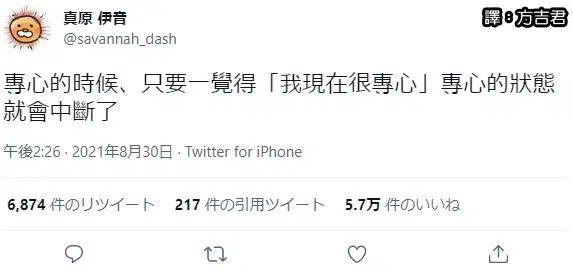 真原 伊音
譯8方吉君
@savannah_dash
專心的時候、只要一覺得「我現在很專心」專心的狀態
就會中斷了
午後2:26 · 2021年8月30日 · Twitter for iPhone
6,874 件のリツイート 217 件の引用ツイート 5.7万 件のいいね